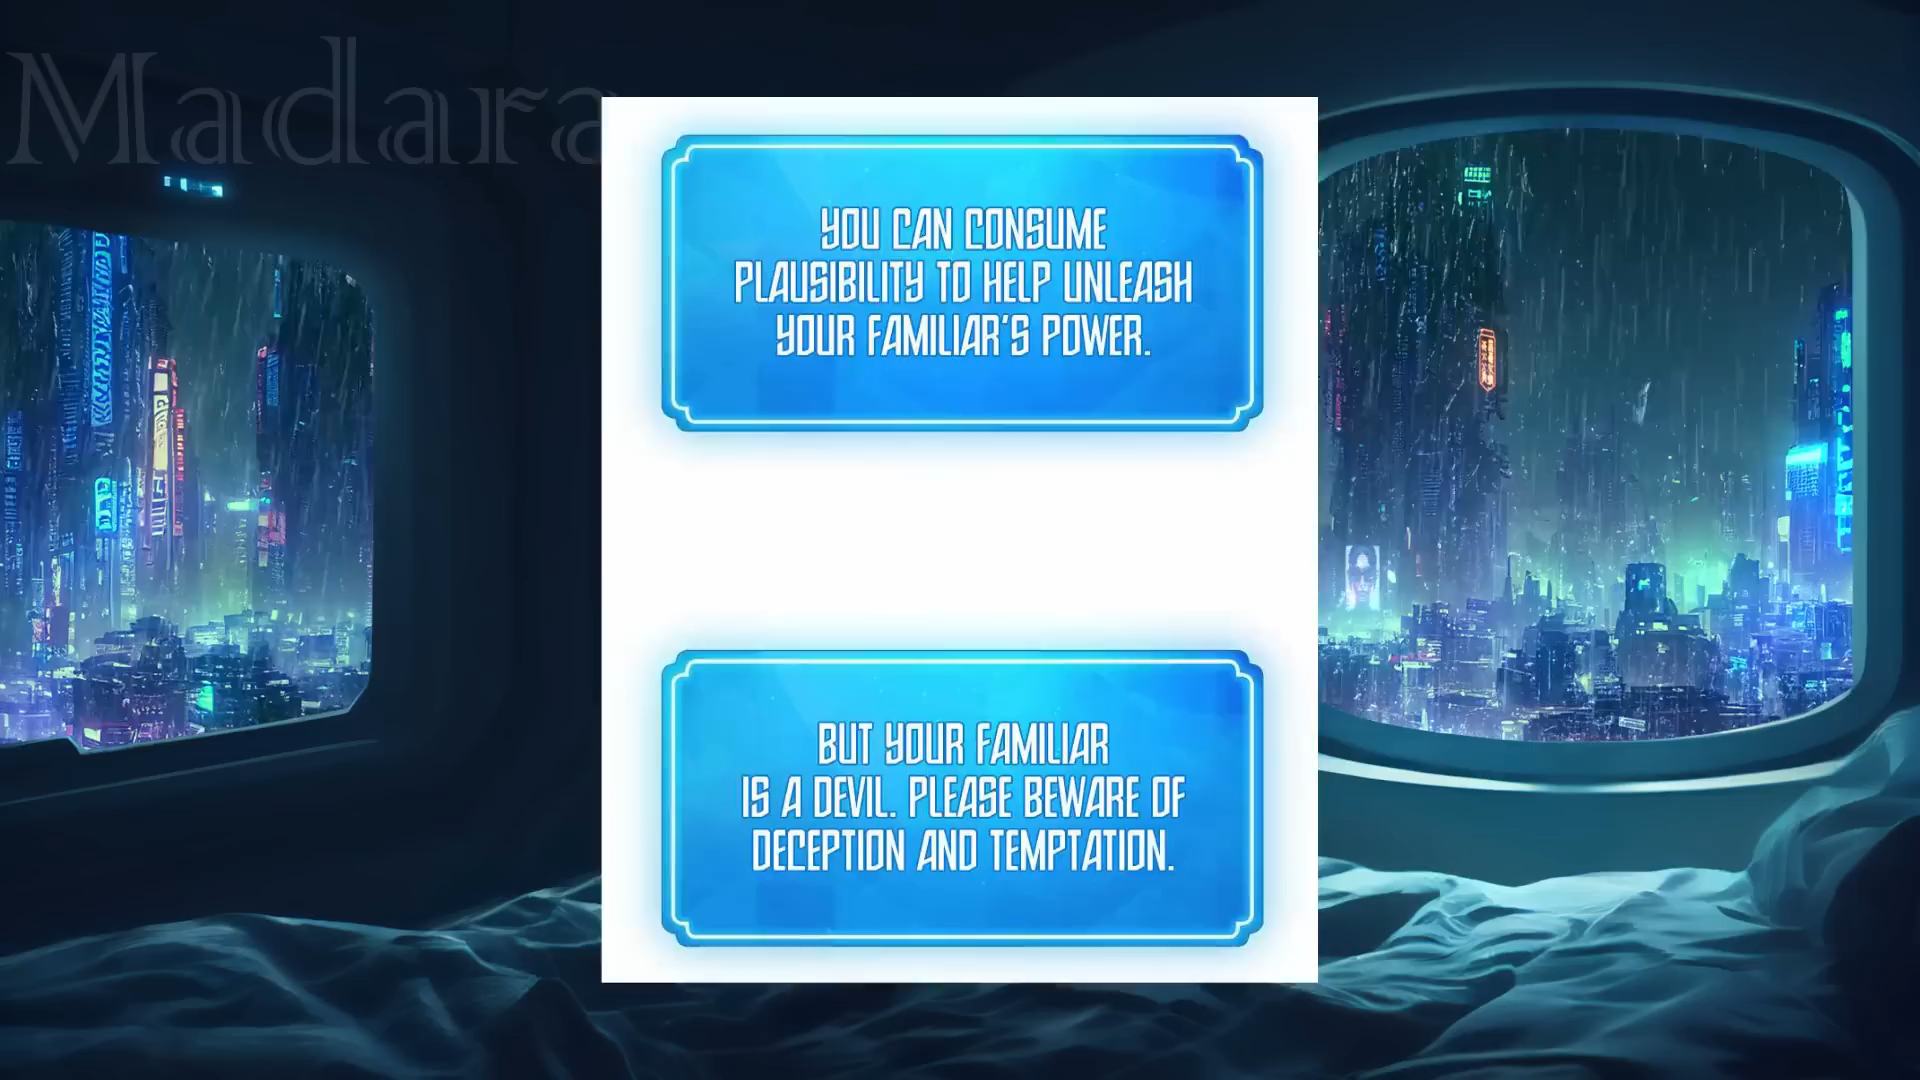 Madara
YOU CAN CONSUME
PLAUSIBILITY TO HELP UNLEASH
YOUR FAMILIAR'S POWER.
BUT YOUR FAMILIAR
IS A DEVIL. PLEASE BEWARE OF
DECEPTION AND TEMPTATION.